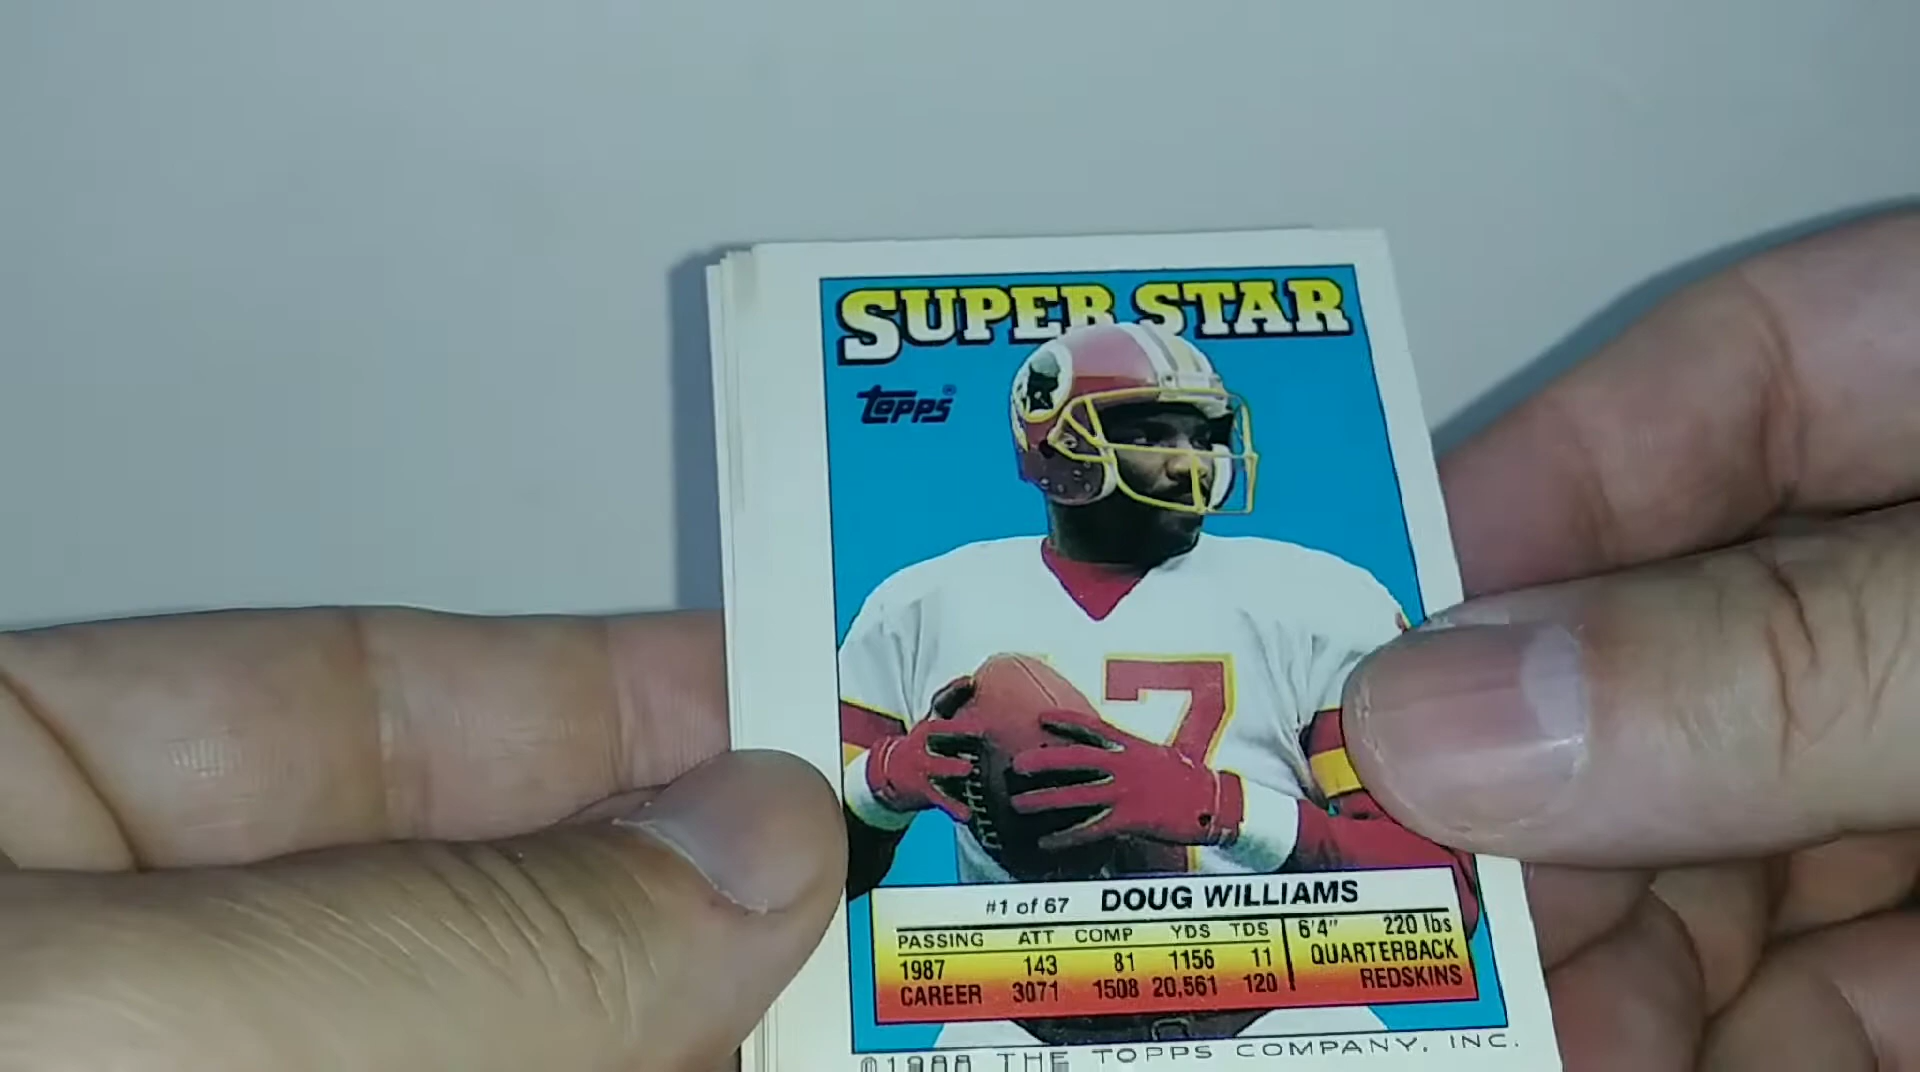 SUPER STAR
topps®
7
#1 of 67 DOUG WILLIAMS
PASSING ATT COMP YDS TDS 6'4" 220 lbs
1987 143 81 1156 11 QUARTERBACK
CAREER 3071 1508 20,561 120 REDSKINS
©1988 THE TOPPS COMPANY, INC.